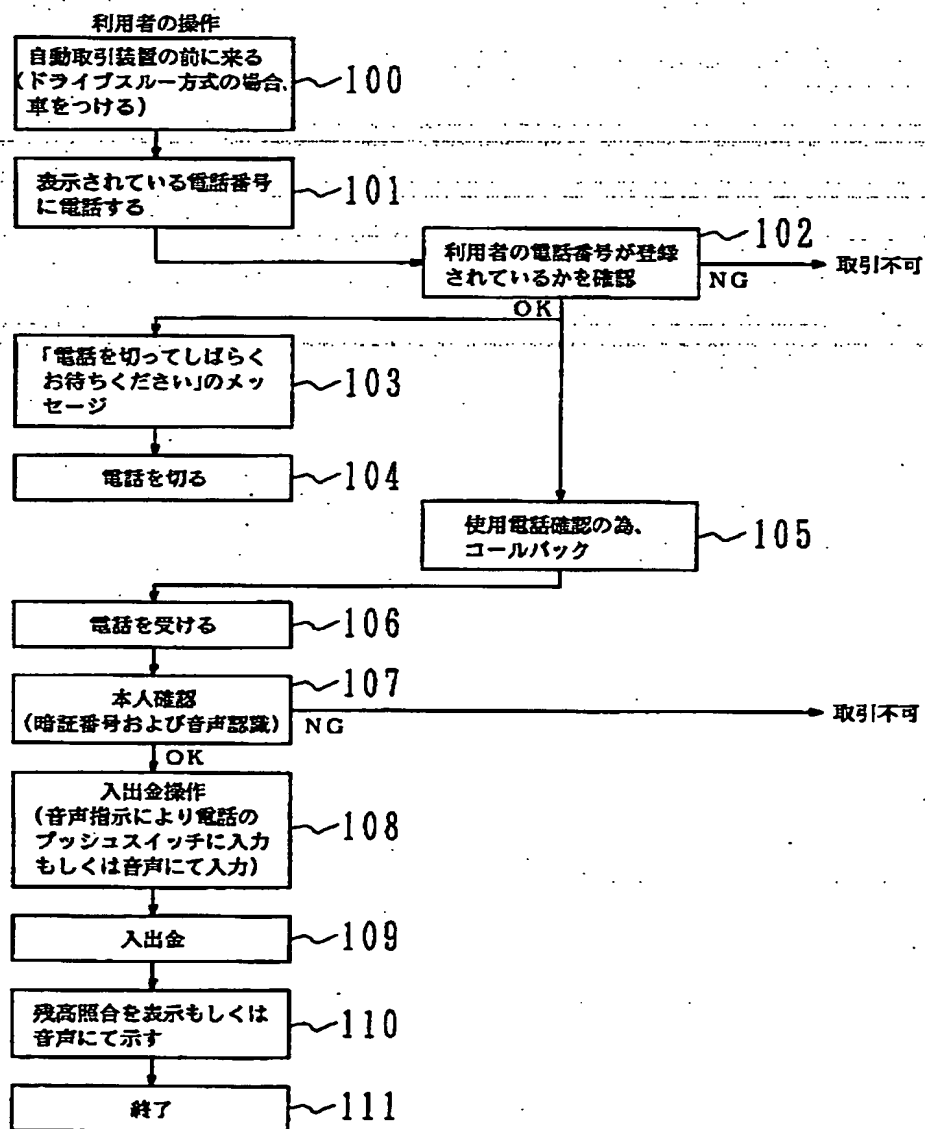 利用者の操作
自動取引装置の前に来る
(ドライブスルー方式の場合、
車をつける)
100
表示されている電話番号
に電話する
101
利用者の電話番号が登録
されているかを確認
102
NG
取引不可
OK
「電話を切ってしばらく
お待ちください」のメッ
セージ
103
電話を切る
104
使用電話確認の為、
コールバック
105
電話を受ける
106
本人確認
(暗証番号および音声認識)
107
NG
取引不可
OK
入出金操作
(音声指示により電話の
プッシュスイッチに入力
もしくは音声にて入力)
108
入出金
109
残高照合を表示もしくは
音声にて示す
110
終了
111